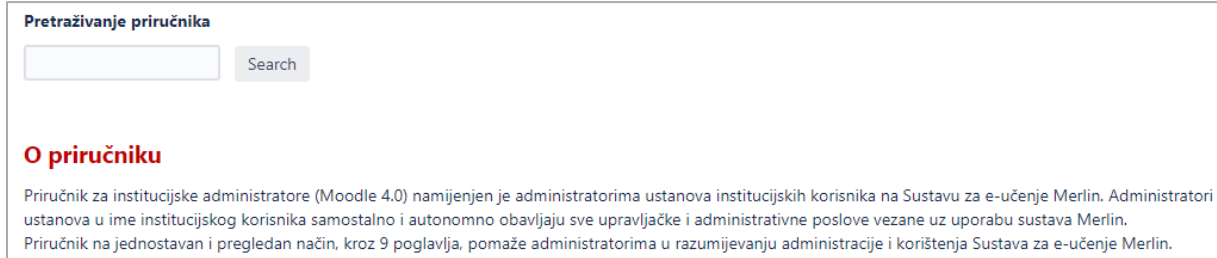 Pretraživanje priručnika
Search
O priručniku
Priručnik za institucijske administratore (Moodle 4.0) namijenjen je administratorima ustanova institucijskih korisnika na Sustavu za e-učenje Merlin. Administratori
ustanova u ime institucijskog korisnika samostalno i autonomno obavljaju sve upravljačke i administrativne poslove vezane uz uporabu sustava Merlin.
Priručnik na jednostavan i pregledan način, kroz 9 poglavlja, pomaže administratorima u razumijevanju administracije i korištenja Sustava za e-učenje Merlin.